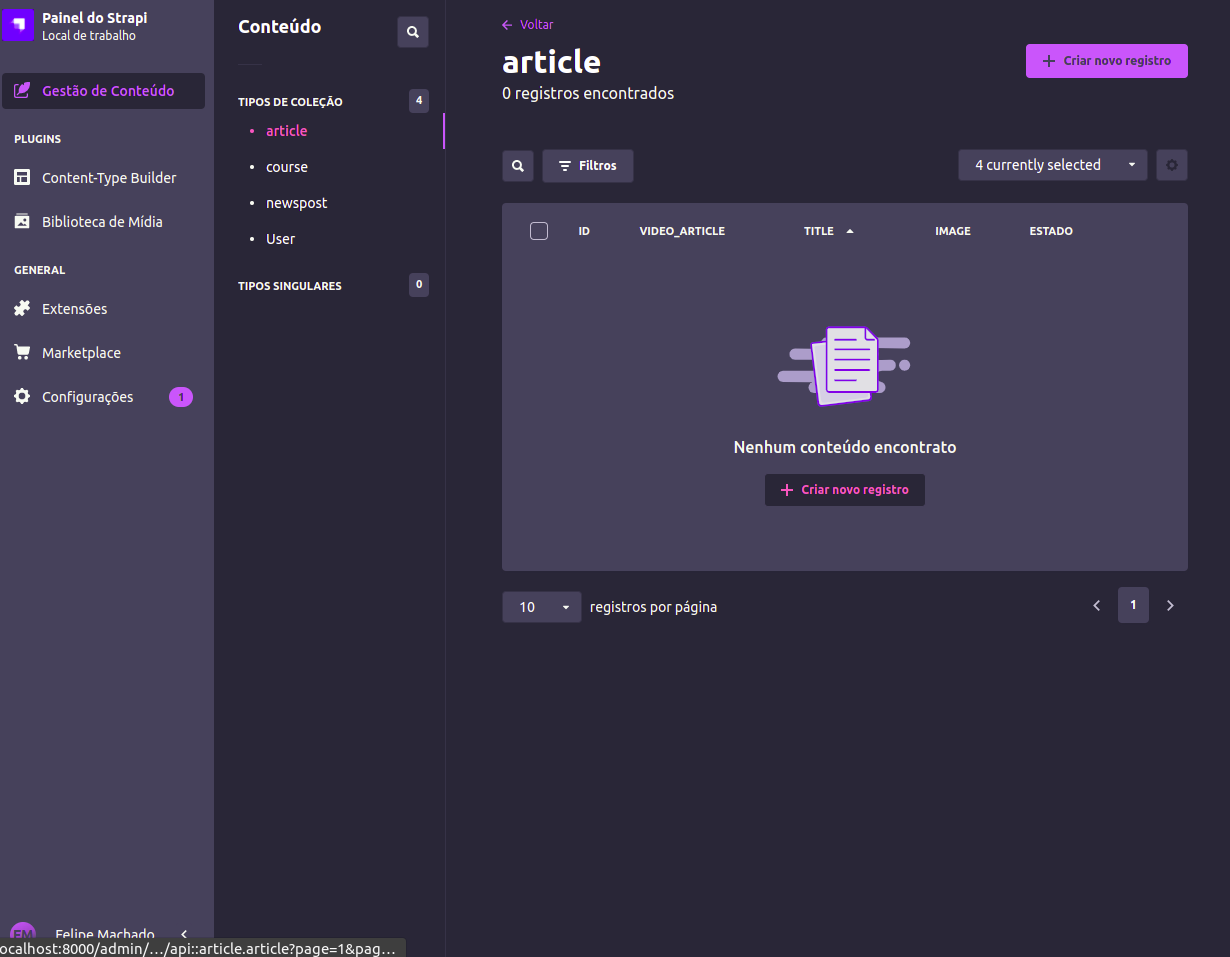 Painel do Strapi
Local de trabalho
Gestão de Conteúdo
PLUGINS
Content-Type Builder
Biblioteca de Mídia
GENERAL
Extensões
Marketplace
Configurações 1
FM Felipe Machado
ocalhost:8000/admin/…/api::article.article?page=1&pag…
Conteúdo
TIPOS DE COLEÇÃO 4
article
course
newspost
User
TIPOS SINGULARES 0
Voltar
article
Criar novo registro
0 registros encontrados
Filtros
4 currently selected
ID VIDEO_ARTICLE TITLE IMAGE ESTADO
Nenhum conteúdo encontrato
Criar novo registro
10 registros por página
1